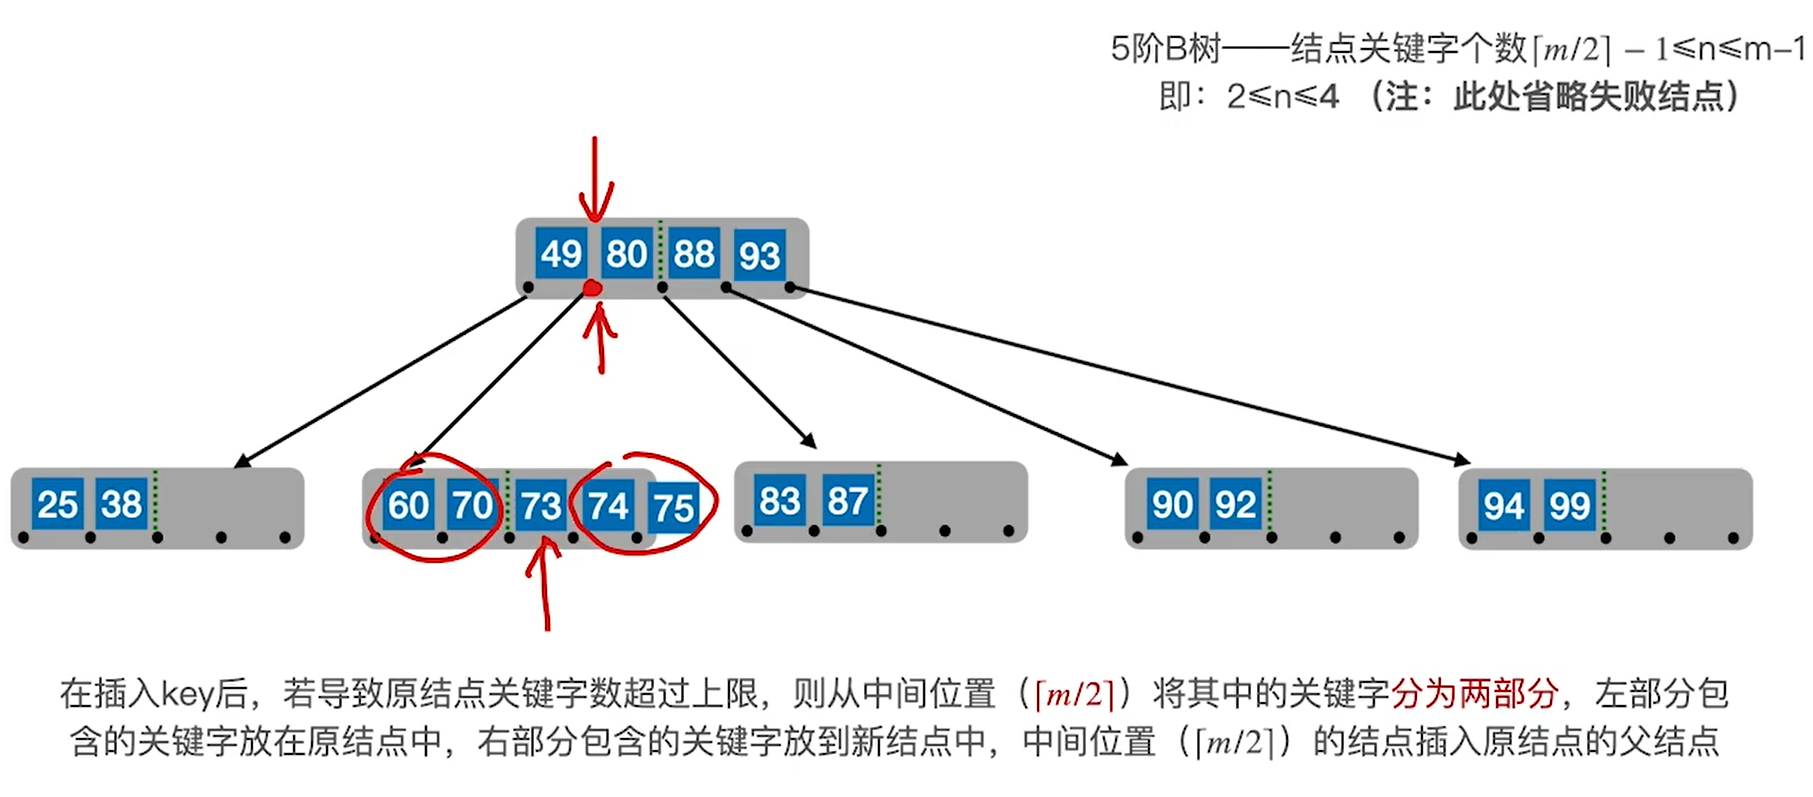 5阶B树——结点关键字个数⌈m/2⌉ − 1≤n≤m−1
即：2≤n≤4 （注：此处省略失败结点）
49 80 88 93
25 38
60 70 73 74 75
83 87
90 92
94 99
在插入key后，若导致原结点关键字数超过上限，则从中间位置（⌈m/2⌉）将其中的关键字分为两部分，左部分包
含的关键字放在原结点中，右部分包含的关键字放到新结点中，中间位置（⌈m/2⌉）的结点插入原结点的父结点